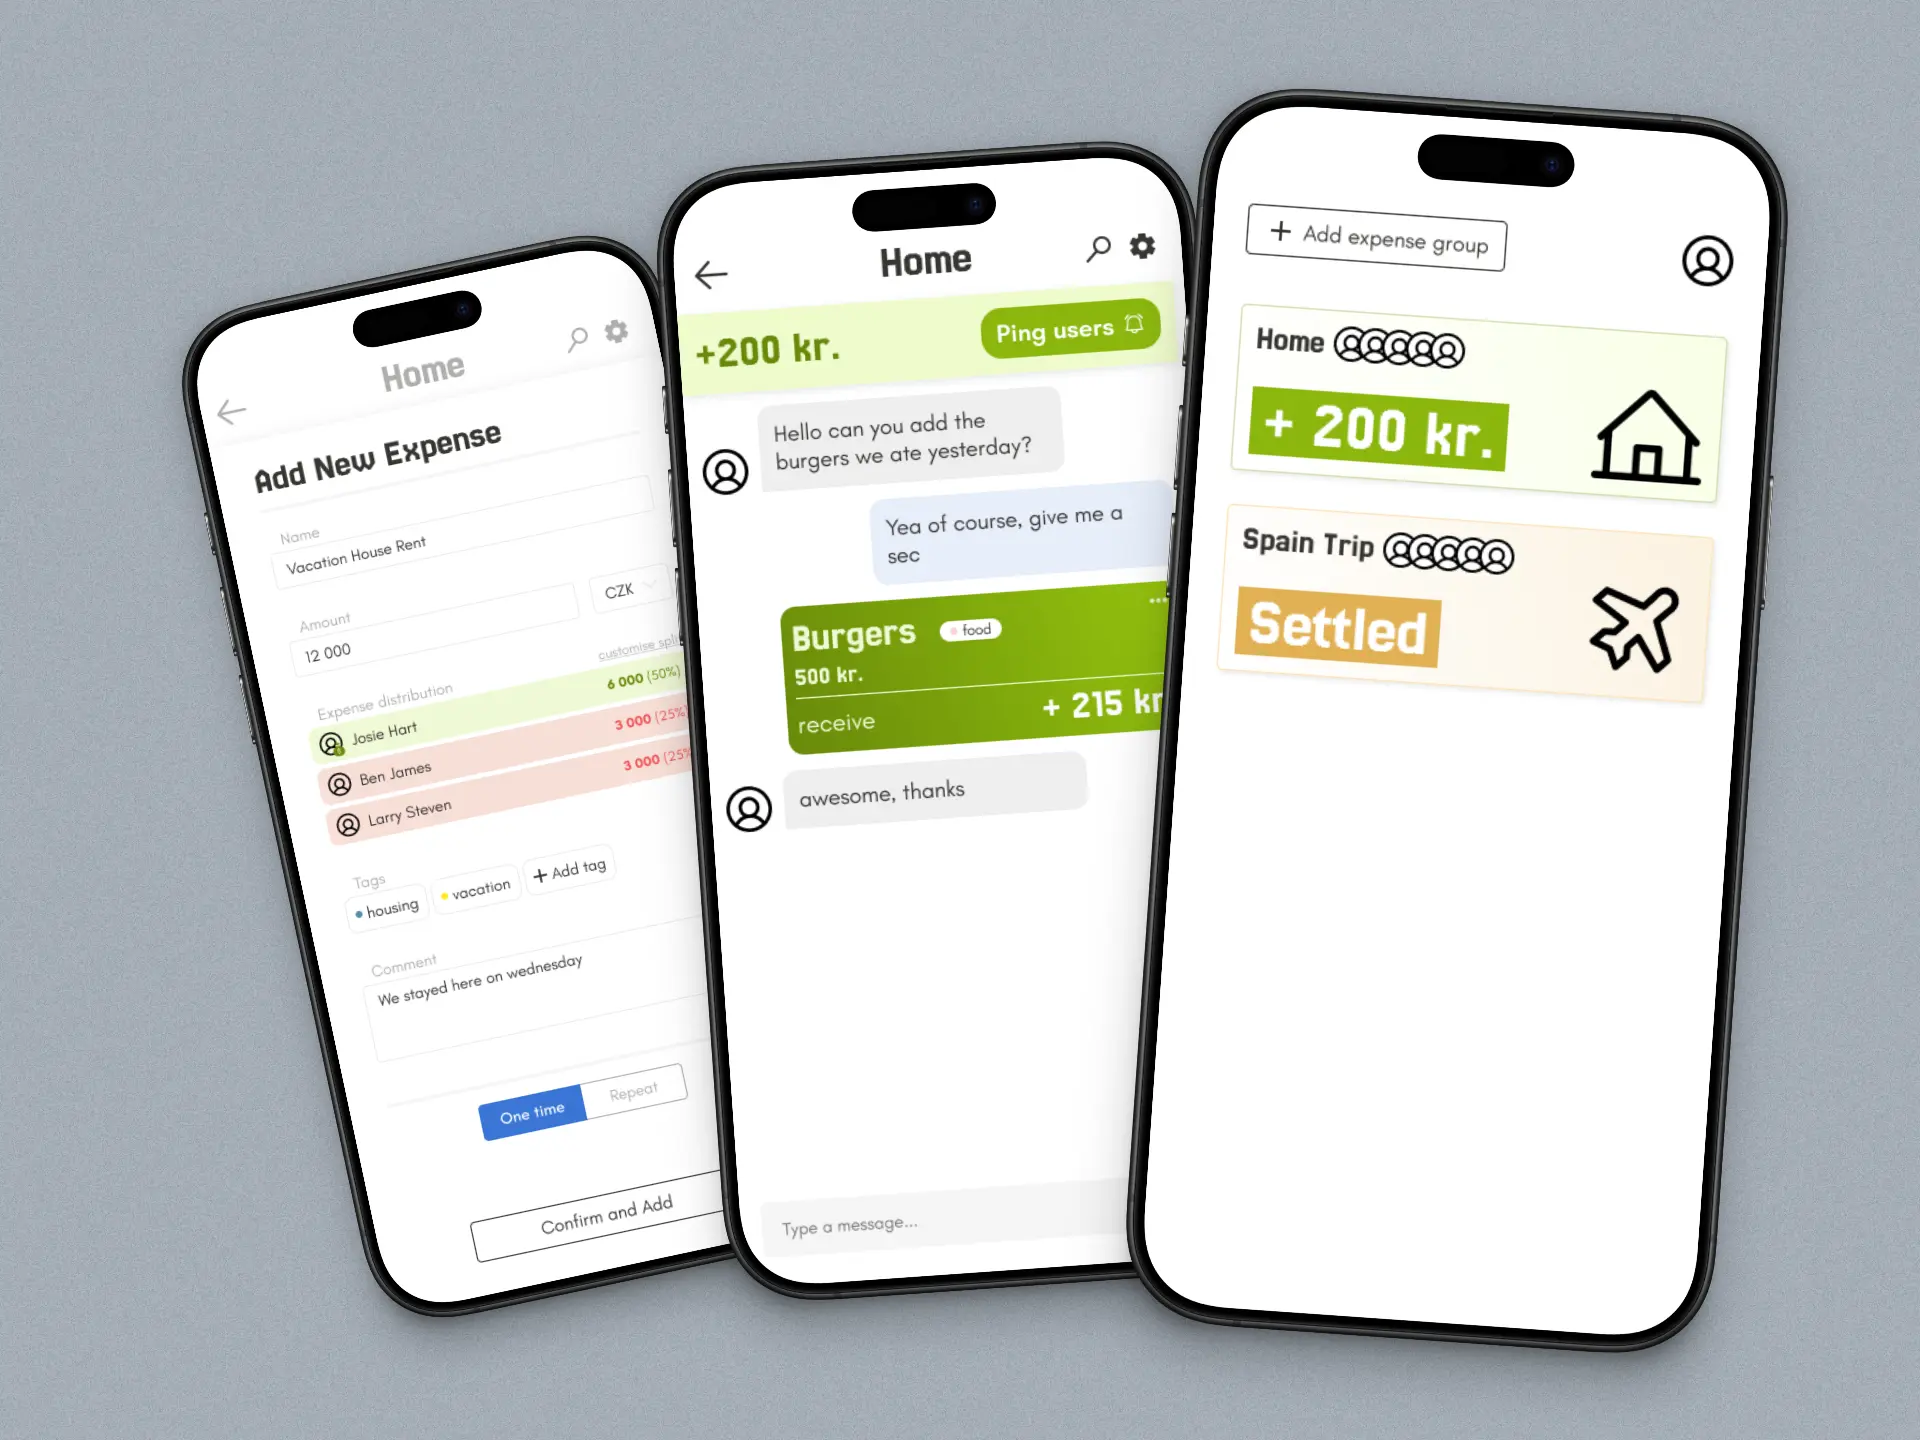 Home
Add New Expense
Name
Vacation House Rent
Amount
12 000
CZK
customise spli
Expense distribution
Josie Hart
6 000 (50%)
Ben James
3 000 (25%)
Larry Steven
3 000 (25%
Tags
housing
vacation
+ Add tag
Comment
We stayed here on wednesday
One time
Repeat
Confirm and Add
Home
+200 kr.
Ping users
Hello can you add the
burgers we ate yesterday?
Yea of course, give me a
sec
Burgers
food
500 kr.
receive
+ 215 kr
awesome, thanks
Type a message...
+ Add expense group
Home
+ 200 kr.
Spain Trip
Settled